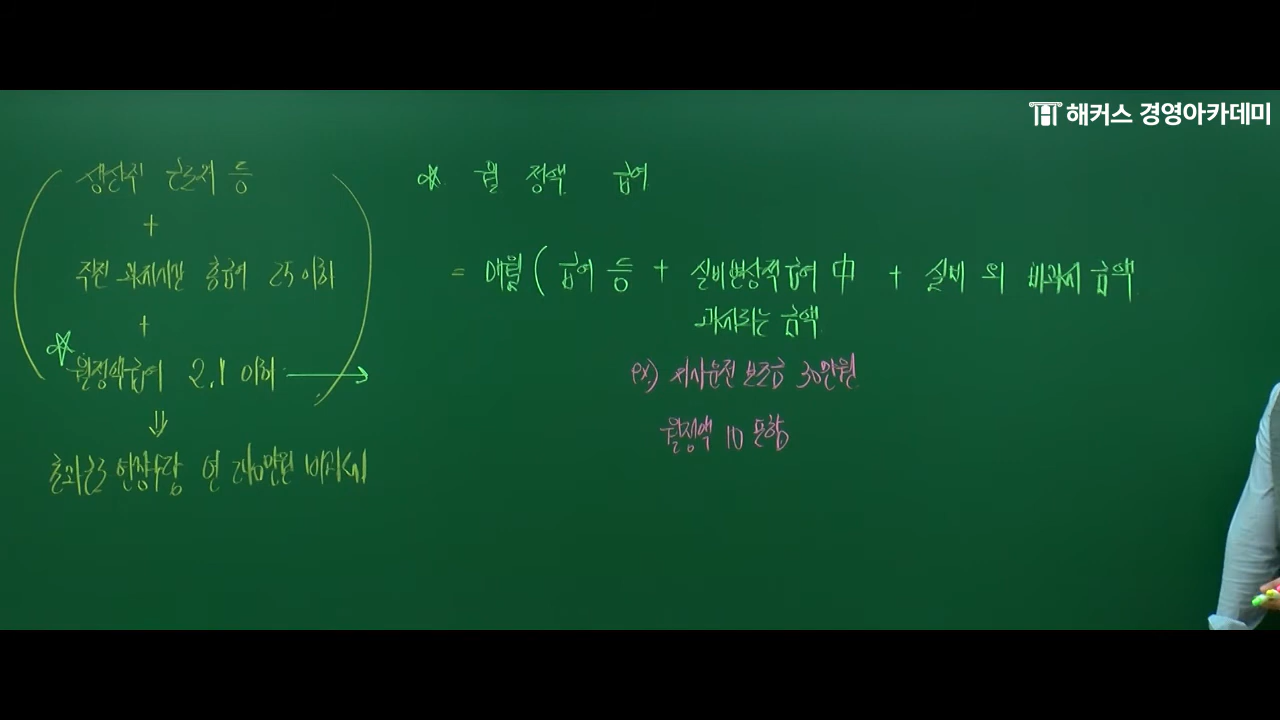 해커스 경영아카데미
생산직 근로자 등
+
직전 과세기간 총급여 25 이하
+
☆ 월정액급여 2.1 이하 →
⇓
초과근로 연장수당 연 240만원 비과세
☆ 월 정액 급여
= 매월 ( 급여 등 + 실비변상적 급여 中 + 실비 외 비과세 금액
과세되는 금액
ex) 자가운전 보조금 30만원
월정액 10 포함